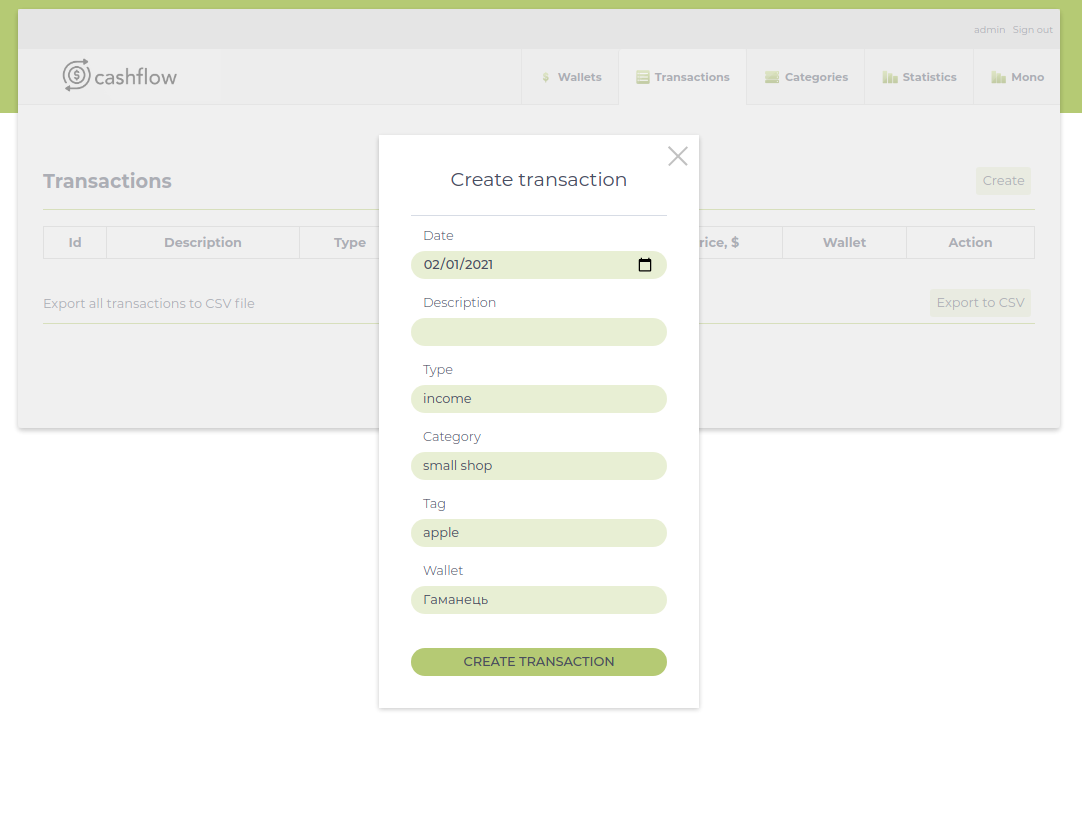 admin Sign out
$ cashflow
$ Wallets Transactions Categories Statistics Mono
Create transaction
Transactions Create
Date
Id Description Type rice, $ Wallet Action
02/01/2021
Description
Export all transactions to CSV file Export to CSV
Type
income
Category
small shop
Tag
apple
Wallet
Гаманець
CREATE TRANSACTION